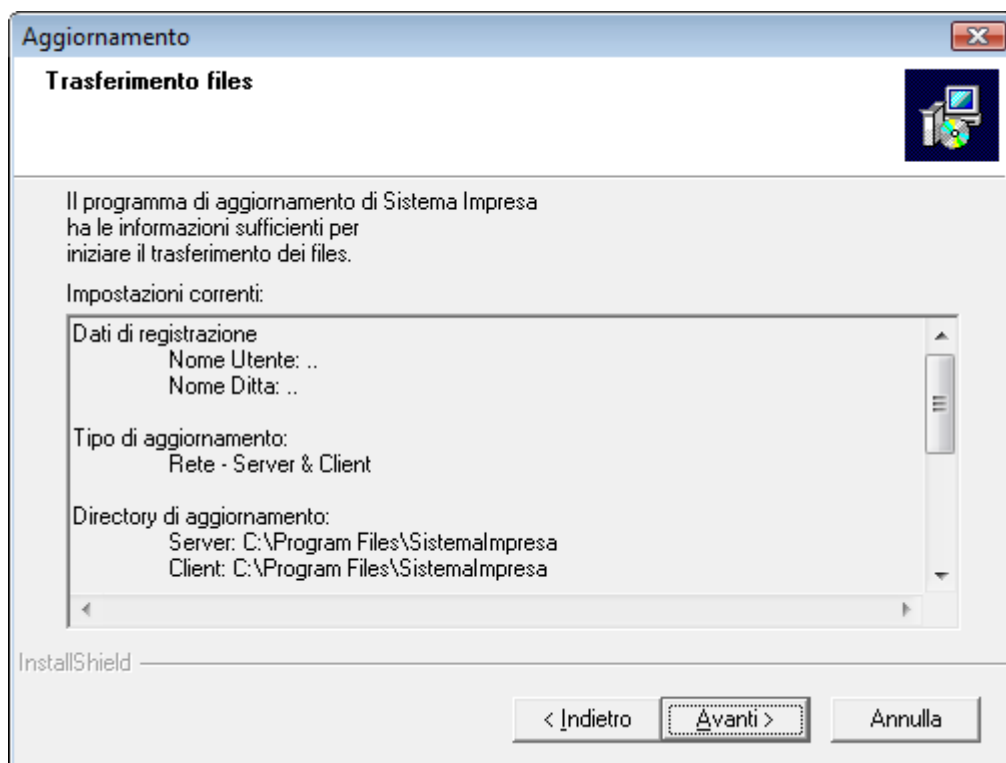 Aggiornamento
Trasferimento files
Il programma di aggiornamento di Sistema Impresa
ha le informazioni sufficienti per
iniziare il trasferimento dei files.
Impostazioni correnti:
Dati di registrazione
Nome Utente: ..
Nome Ditta: ..
Tipo di aggiornamento:
Rete - Server & Client
Directory di aggiornamento:
Server: C:\Program Files\SistemaImpresa
Client: C:\Program Files\SistemaImpresa
InstallShield
< Indietro
Avanti >
Annulla